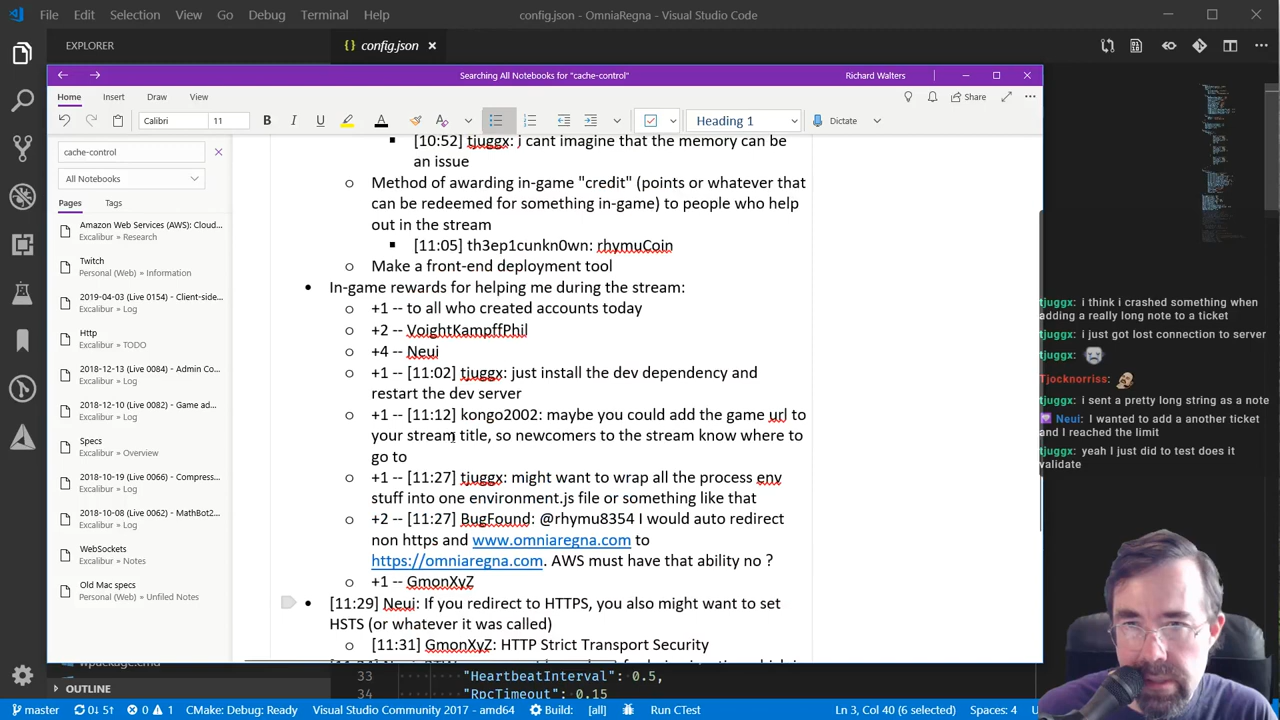 File Edit Selection View Go Debug Terminal Help config.json - OmniaRegna - Visual Studio Code
EXPLORER
{} config.json ×
Searching All Notebooks for "cache-control"
Richard Walters
Home Insert Draw View
Share
Calibri 11 B I U A Heading 1 Dictate
cache-control
All Notebooks
Pages Tags
Amazon Web Services (AWS): Cloud...
Excalibur » Research
Twitch
Personal (Web) » Information
2019-04-03 (Live 0154) - Client-side...
Excalibur » Log
Http
Excalibur » TODO
2018-12-13 (Live 0084) - Admin Co...
Excalibur » Log
2018-12-10 (Live 0082) - Game ad...
Excalibur » Log
Specs
Excalibur » Overview
2018-10-19 (Live 0066) - Compress...
Excalibur » Log
2018-10-08 (Live 0062) - MathBot2...
Excalibur » Log
WebSockets
Excalibur » Notes
Old Mac specs
Personal (Web) » Unfiled Notes
[10:52] tjuggx: i cant imagine that the memory can be
an issue
Method of awarding in-game "credit" (points or whatever that
can be redeemed for something in-game) to people who help
out in the stream
[11:05] th3ep1cunkn0wn: rhymuCoin
Make a front-end deployment tool
In-game rewards for helping me during the stream:
+1 -- to all who created accounts today
+2 -- VoightKampffPhil
+4 -- Neui
+1 -- [11:02] tjuggx: just install the dev dependency and
restart the dev server
+1 -- [11:12] kongo2002: maybe you could add the game url to
your stream title, so newcomers to the stream know where to
go to
+1 -- [11:27] tjuggx: might want to wrap all the process env
stuff into one environment.js file or something like that
+2 -- [11:27] BugFound: @rhymu8354 I would auto redirect
non https and www.omniaregna.com to
https://omniaregna.com. AWS must have that ability no ?
+1 -- GmonXyZ
[11:29] Neui: If you redirect to HTTPS, you also might want to set
HSTS (or whatever it was called)
[11:31] GmonXyZ: HTTP Strict Transport Security
tjuggx: i think i crashed something when
adding a really long note to a ticket
tjuggx: i just got lost connection to server
tjuggx:
Tjocknorriss:
tjuggx: i sent a pretty long string as a note
Neui: I wanted to add a another ticket
and I reached the limit
tjuggx: yeah I just did to test does it
validate
wpackage.cmd
OUTLINE
33 "HeartbeatInterval": 0.5,
34 "RpcTimeout": 0.15
master 0↓ 5↑ 0 1 CMake: Debug: Ready Visual Studio Community 2017 - amd64 Build: [all] Run CTest Ln 3, Col 40 (6 selected) Spaces: 4